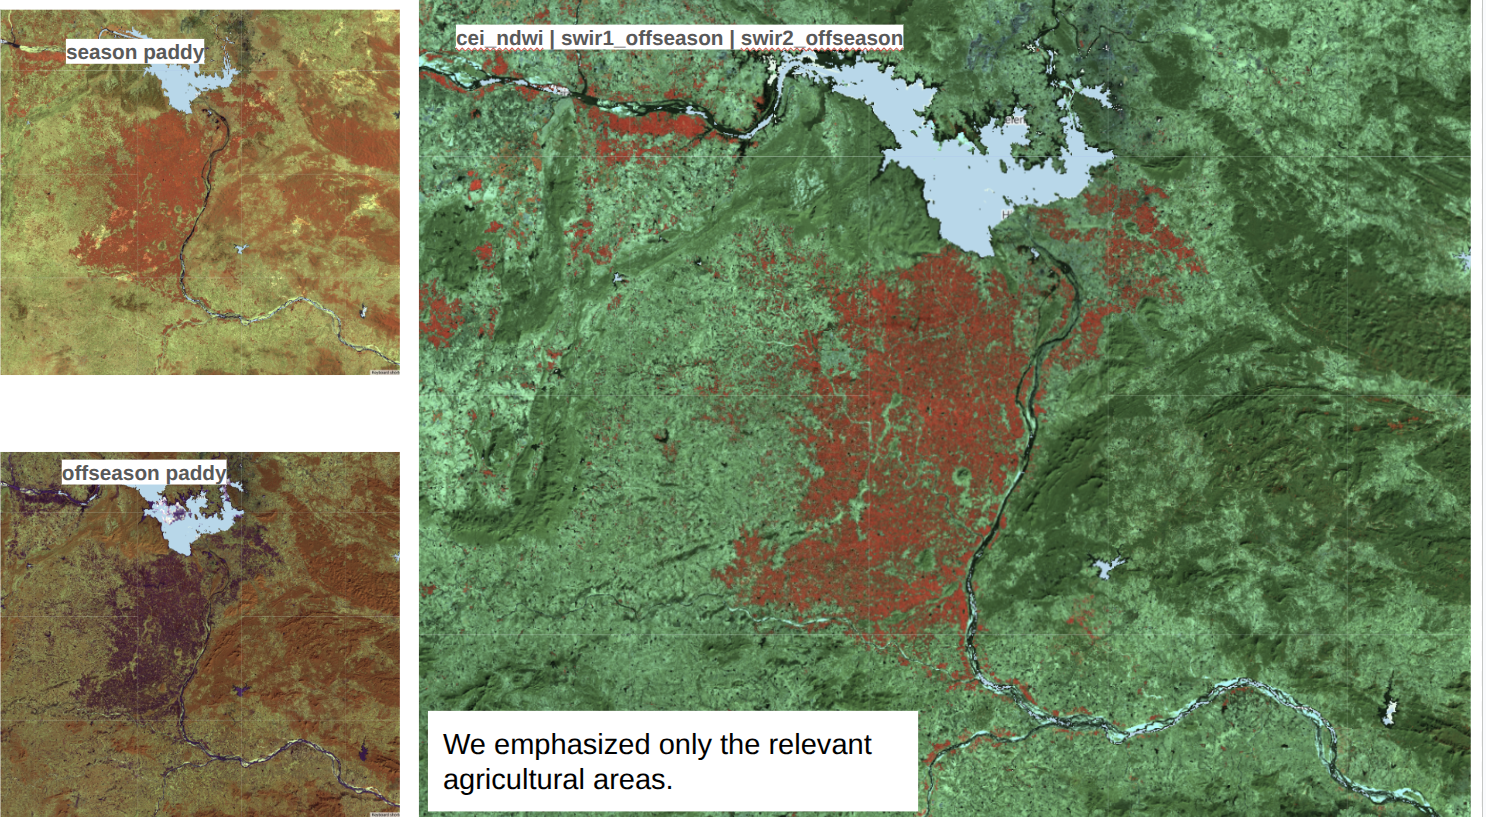 season paddy
offseason paddy
cei_ndwi | swir1_offseason | swir2_offseason
We emphasized only the relevant
agricultural areas.